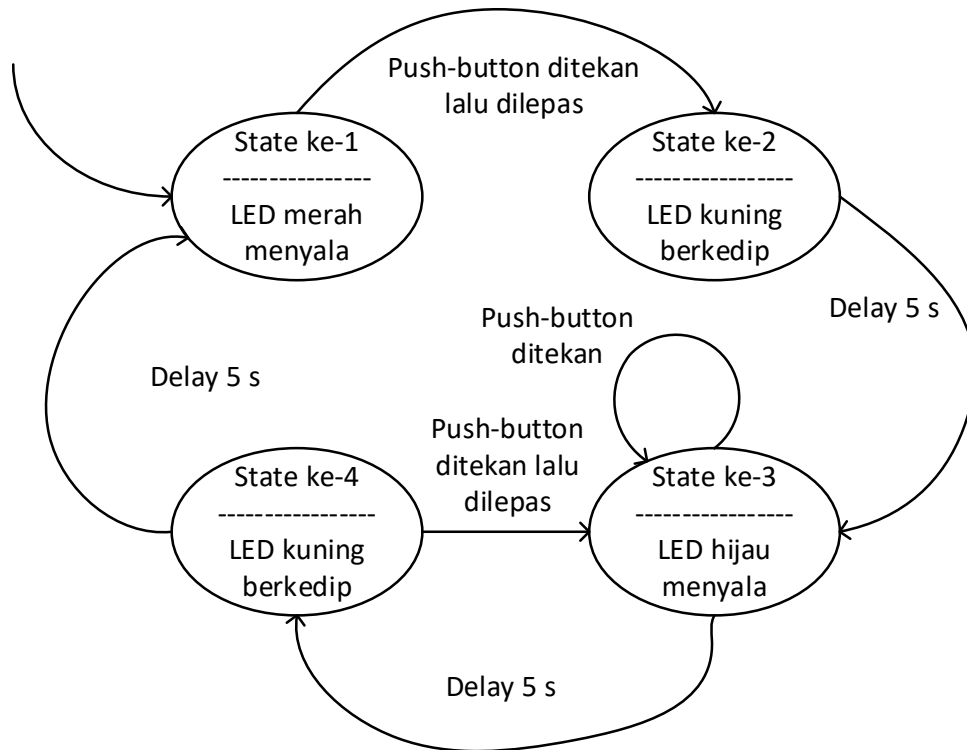 Push-button ditekan
lalu dilepas
State ke-1
----------------
LED merah
menyala
State ke-2
-----------------
LED kuning
berkedip
Delay 5 s
Push-button
ditekan
Delay 5 s
Push-button
ditekan lalu
dilepas
State ke-4
-----------------
LED kuning
berkedip
State ke-3
-----------------
LED hijau
menyala
Delay 5 s